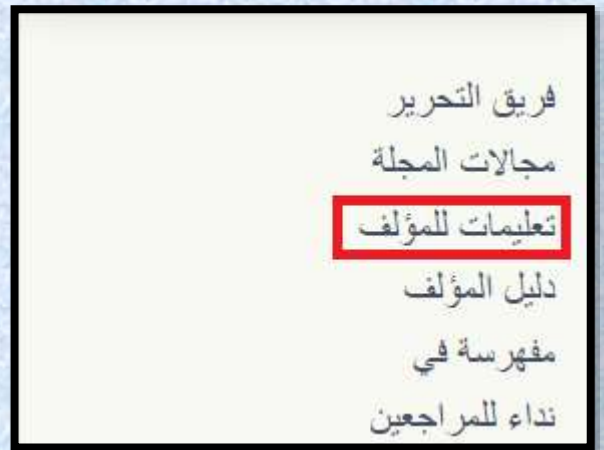 فريق التحرير
مجالات المجلة
تعليمات للمؤلف
دليل المؤلف
مفهرسة في
نداء للمراجعين